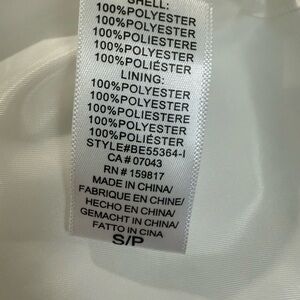 SHELL:
100%POLYESTER
100%POLYESTER
100%POLIESTERE
100%POLYESTER
100%POLIÉSTER
LINING:
100%POLYESTER
100%POLYESTER
100%POLIESTERE
100%POLYESTER
100%POLIÉSTER
STYLE#BE55364-I
CA# 07043
RN # 159817
MADE IN CHINA/
FABRIQUE EN CHINE/
HECHO EN CHINA/
GEMACHT IN CHINA/
FATTO IN CINA
S/P